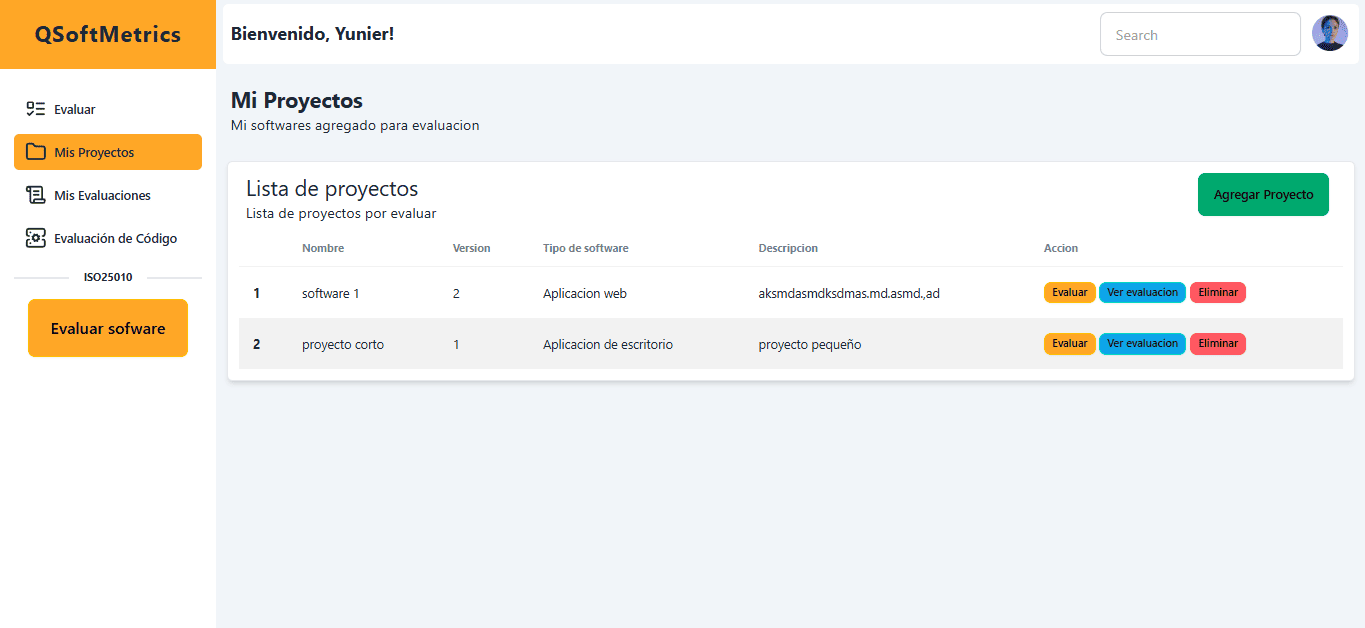 QSoftMetrics
Bienvenido, Yunier!
Search
Evaluar
Mis Proyectos
Mis Evaluaciones
Evaluación de Código
ISO25010
Evaluar sofware
Mi Proyectos
Mi softwares agregado para evaluacion
Lista de proyectos
Lista de proyectos por evaluar
Agregar Proyecto
Nombre Version Tipo de software Descripcion Accion
1 software 1 2 Aplicacion web aksmdasmdksdmas.md.asmd.,ad Evaluar Ver evaluacion Eliminar
2 proyecto corto 1 Aplicacion de escritorio proyecto pequeño Evaluar Ver evaluacion Eliminar